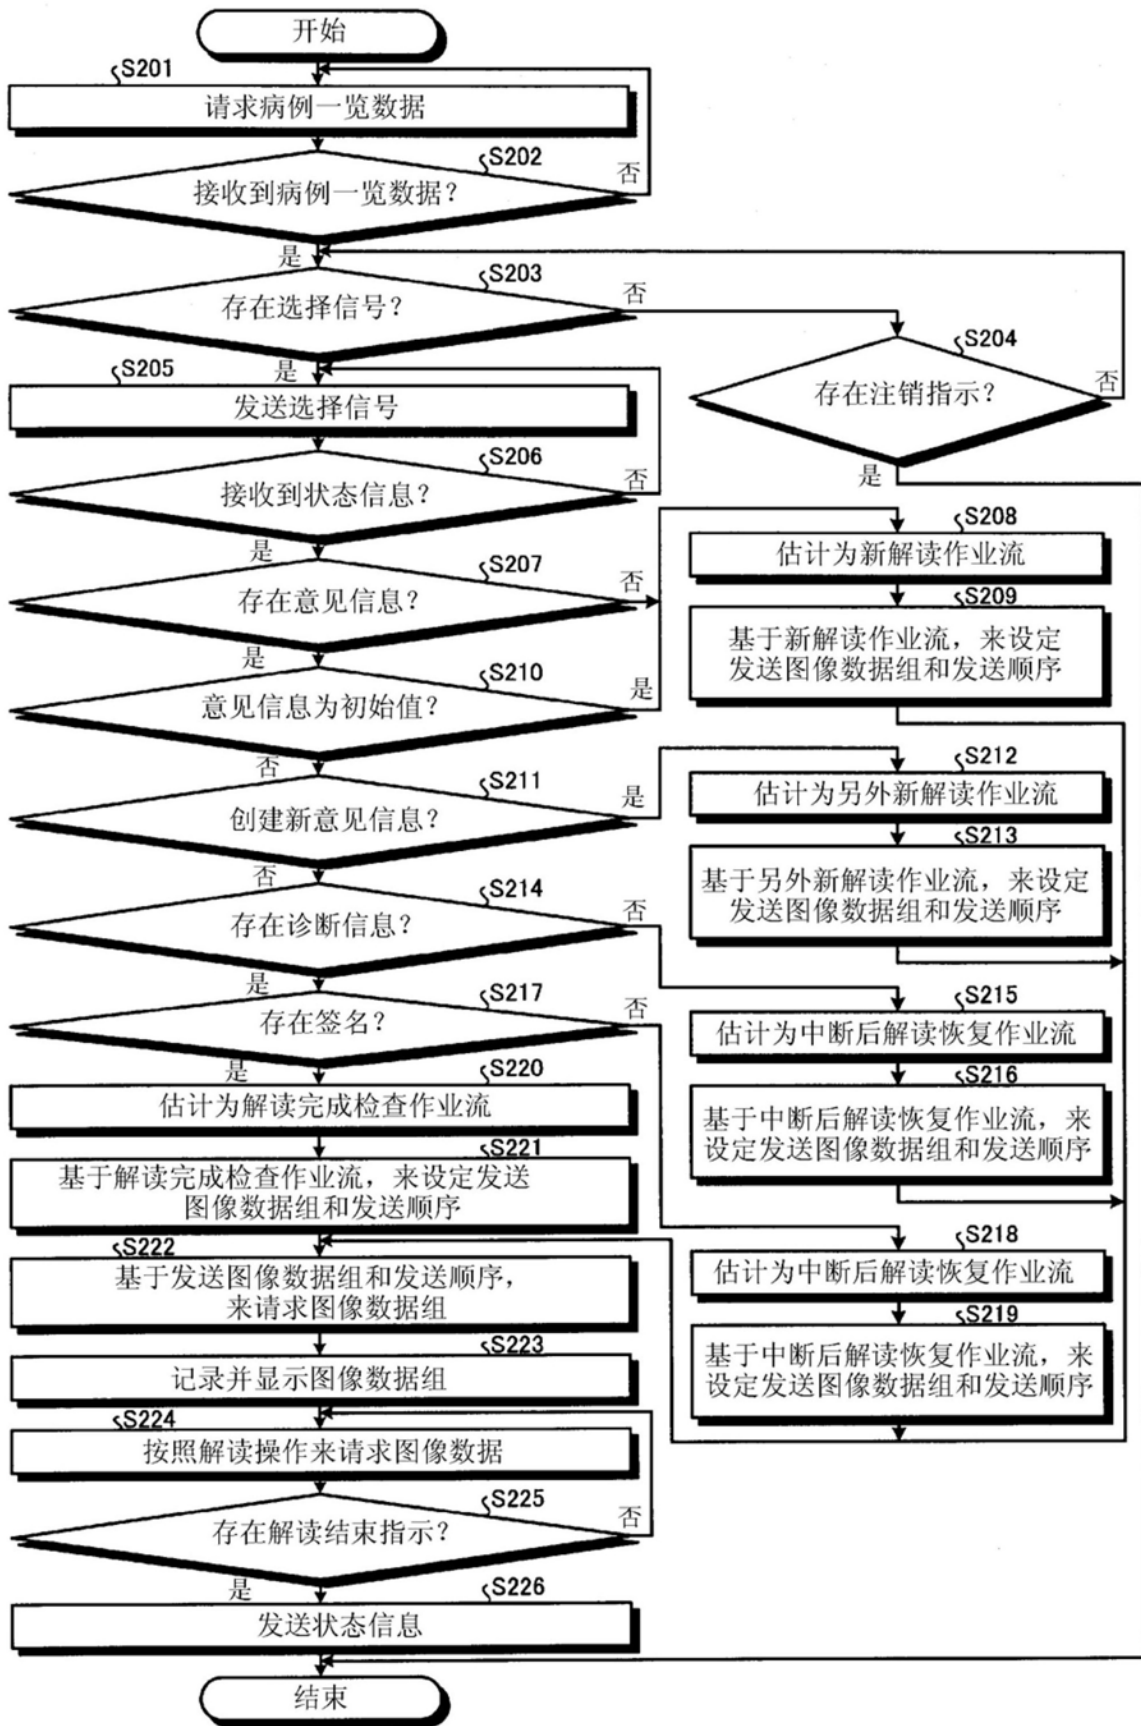 开始
S201
请求病例一览数据
S202
接收到病例一览数据?
否
是
S203
存在选择信号?
否
S204
存在注销指示?
否
是
是
S205
发送选择信号
S206
接收到状态信息?
否
是
S207
存在意见信息?
否
S208
估计为新解读作业流
S209
基于新解读作业流，来设定
发送图像数据组和发送顺序
是
S210
意见信息为初始值?
是
否
S211
创建新意见信息?
是
S212
估计为另外新解读作业流
S213
基于另外新解读作业流，来设定
发送图像数据组和发送顺序
否
S214
存在诊断信息?
否
S215
估计为中断后解读恢复作业流
S216
基于中断后解读恢复作业流，来
设定发送图像数据组和发送顺序
是
S217
存在签名?
否
S218
估计为中断后解读恢复作业流
S219
基于中断后解读恢复作业流，来
设定发送图像数据组和发送顺序
是
S220
估计为解读完成检查作业流
S221
基于解读完成检查作业流，来设定发送
图像数据组和发送顺序
S222
基于发送图像数据组和发送顺序，
来请求图像数据组
S223
记录并显示图像数据组
S224
按照解读操作来请求图像数据
S225
存在解读结束指示?
否
是
S226
发送状态信息
结束